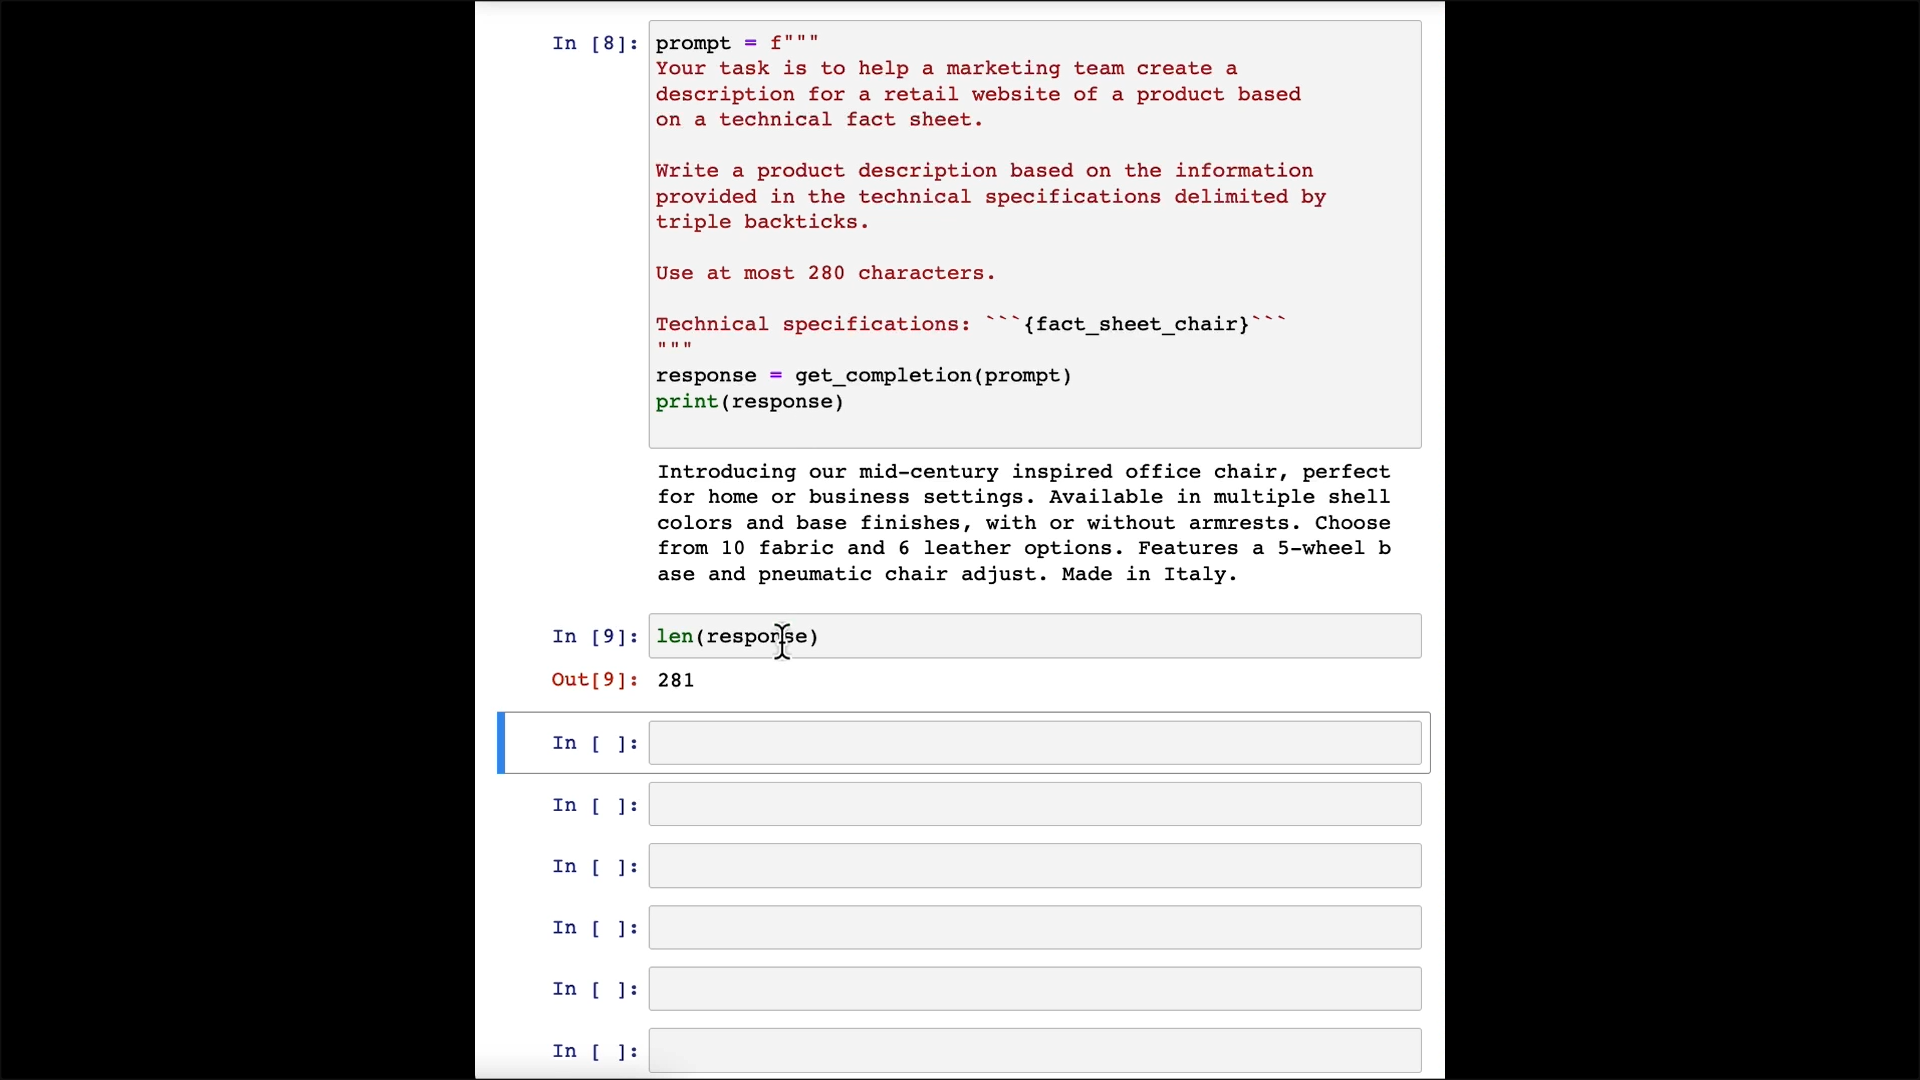 In [8]: prompt = f"""
Your task is to help a marketing team create a
description for a retail website of a product based
on a technical fact sheet.
Write a product description based on the information
provided in the technical specifications delimited by
triple backticks.
Use at most 280 characters.
Technical specifications: ```{fact_sheet_chair}```
"""
response = get_completion(prompt)
print(response)
Introducing our mid-century inspired office chair, perfect
for home or business settings. Available in multiple shell
colors and base finishes, with or without armrests. Choose
from 10 fabric and 6 leather options. Features a 5-wheel b
ase and pneumatic chair adjust. Made in Italy.
In [9]: len(response)
Out[9]: 281
In [ ]:
In [ ]:
In [ ]:
In [ ]:
In [ ]:
In [ ]: